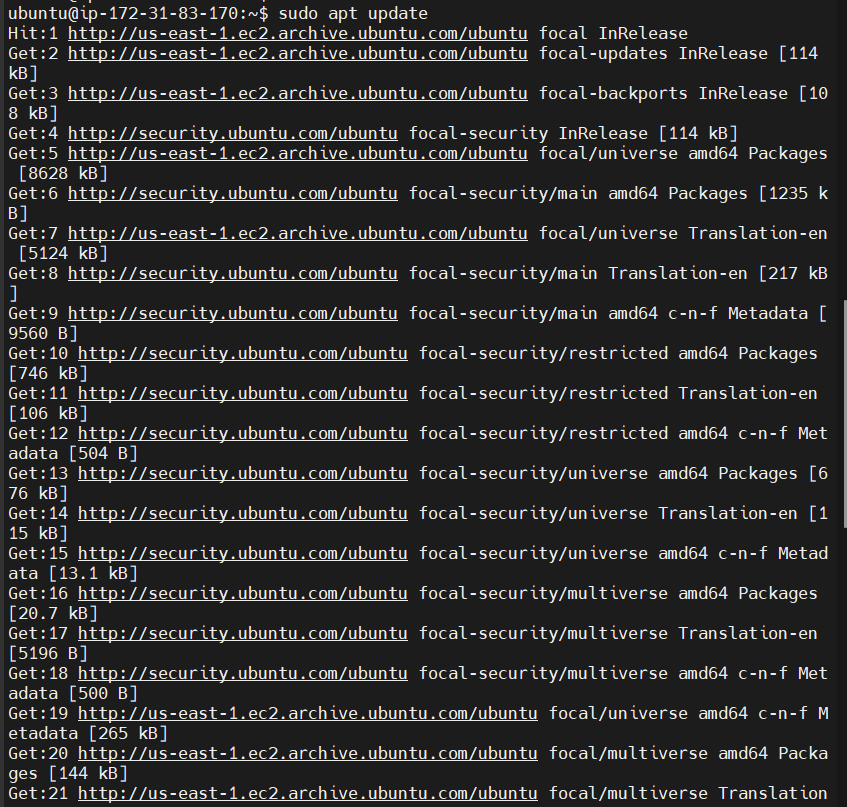 ubuntu@ip-172-31-83-170:~$ sudo apt update
Hit:1 http://us-east-1.ec2.archive.ubuntu.com/ubuntu focal InRelease
Get:2 http://us-east-1.ec2.archive.ubuntu.com/ubuntu focal-updates InRelease [114
kB]
Get:3 http://us-east-1.ec2.archive.ubuntu.com/ubuntu focal-backports InRelease [10
8 kB]
Get:4 http://security.ubuntu.com/ubuntu focal-security InRelease [114 kB]
Get:5 http://us-east-1.ec2.archive.ubuntu.com/ubuntu focal/universe amd64 Packages
 [8628 kB]
Get:6 http://security.ubuntu.com/ubuntu focal-security/main amd64 Packages [1235 k
B]
Get:7 http://us-east-1.ec2.archive.ubuntu.com/ubuntu focal/universe Translation-en
 [5124 kB]
Get:8 http://security.ubuntu.com/ubuntu focal-security/main Translation-en [217 kB
]
Get:9 http://security.ubuntu.com/ubuntu focal-security/main amd64 c-n-f Metadata [
9560 B]
Get:10 http://security.ubuntu.com/ubuntu focal-security/restricted amd64 Packages
[746 kB]
Get:11 http://security.ubuntu.com/ubuntu focal-security/restricted Translation-en
[106 kB]
Get:12 http://security.ubuntu.com/ubuntu focal-security/restricted amd64 c-n-f Met
adata [504 B]
Get:13 http://security.ubuntu.com/ubuntu focal-security/universe amd64 Packages [6
76 kB]
Get:14 http://security.ubuntu.com/ubuntu focal-security/universe Translation-en [1
15 kB]
Get:15 http://security.ubuntu.com/ubuntu focal-security/universe amd64 c-n-f Metad
ata [13.1 kB]
Get:16 http://security.ubuntu.com/ubuntu focal-security/multiverse amd64 Packages
[20.7 kB]
Get:17 http://security.ubuntu.com/ubuntu focal-security/multiverse Translation-en
[5196 B]
Get:18 http://security.ubuntu.com/ubuntu focal-security/multiverse amd64 c-n-f Met
adata [500 B]
Get:19 http://us-east-1.ec2.archive.ubuntu.com/ubuntu focal/universe amd64 c-n-f M
etadata [265 kB]
Get:20 http://us-east-1.ec2.archive.ubuntu.com/ubuntu focal/multiverse amd64 Packa
ges [144 kB]
Get:21 http://us-east-1.ec2.archive.ubuntu.com/ubuntu focal/multiverse Translation